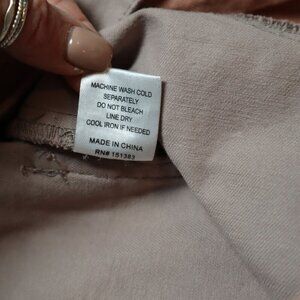 MACHINE WASH COLD
SEPARATELY
DO NOT BLEACH
LINE DRY
COOL IRON IF NEEDED
MADE IN CHINA
RN# 151383